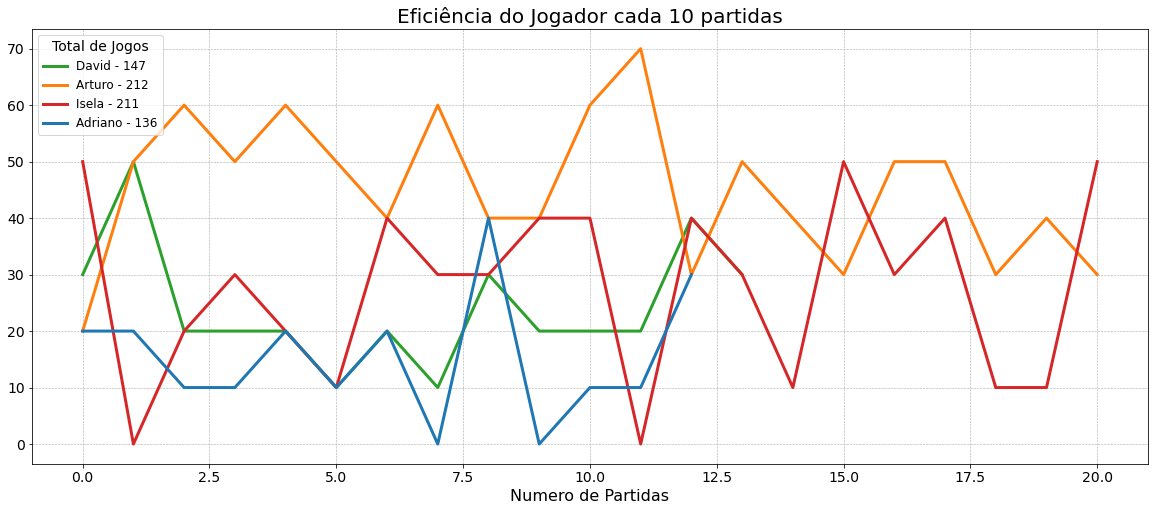 Eficiência do Jogador cada 10 partidas
Total de Jogos
David - 147
Arturo - 212
Isela - 211
Adriano - 136
70
60
50
40
30
20
10
0
0.0 2.5 5.0 7.5 10.0 12.5 15.0 17.5 20.0
Numero de Partidas